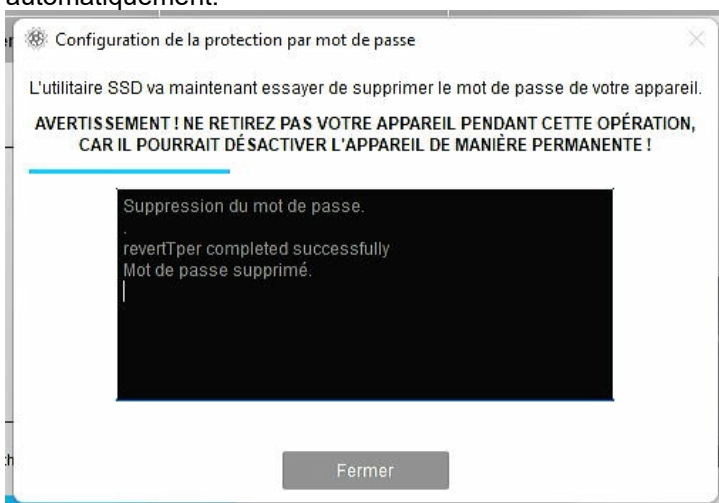 automatiquement.
Configuration de la protection par mot de passe
L'utilitaire SSD va maintenant essayer de supprimer le mot de passe de votre appareil.
AVERTISSEMENT ! NE RETIREZ PAS VOTRE APPAREIL PENDANT CETTE OPÉRATION,
CAR IL POURRAIT DÉSACTIVER L'APPAREIL DE MANIÈRE PERMANENTE !
Suppression du mot de passe.
.
revertTper completed successfully
Mot de passe supprimé.
Fermer